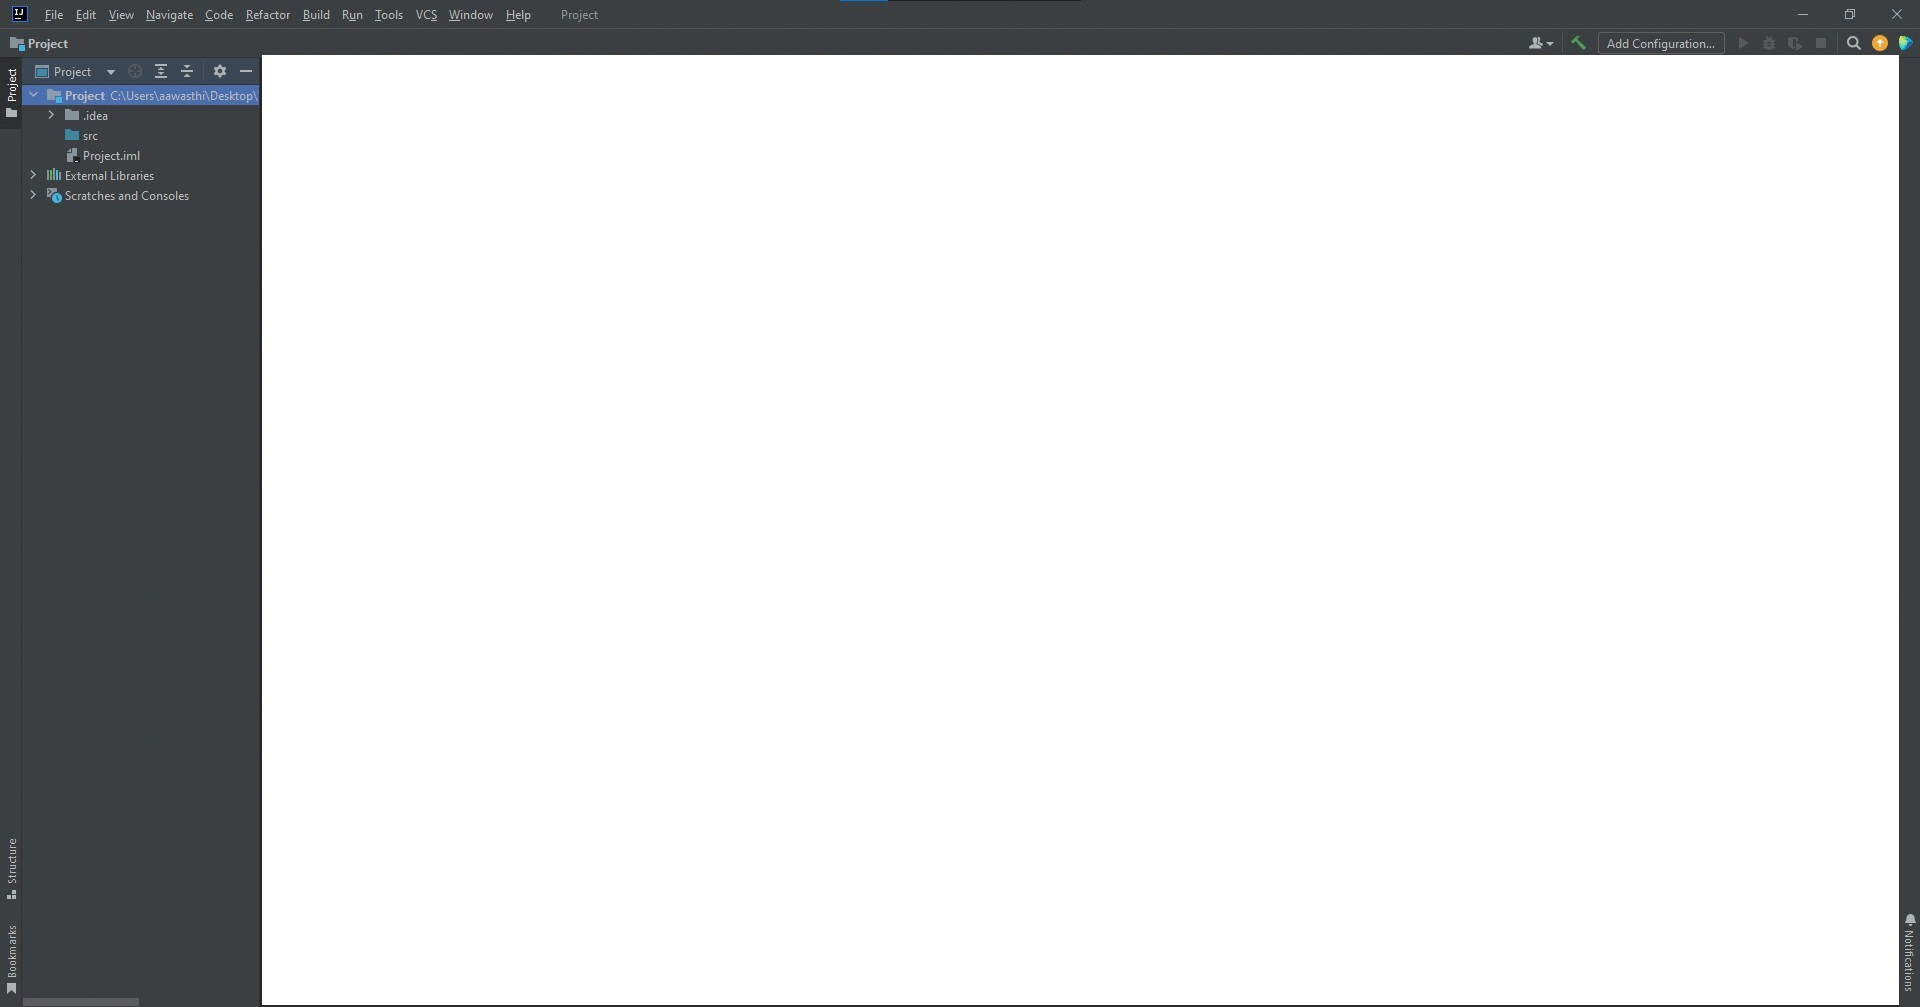 IJ File Edit View Navigate Code Refactor Build Run Tools VCS Window Help Project
Project
Add Configuration...
Project
Project
Project C:\Users\aawasthi\Desktop\
.idea
src
Project.iml
External Libraries
Scratches and Consoles
Structure
Bookmarks
Notifications